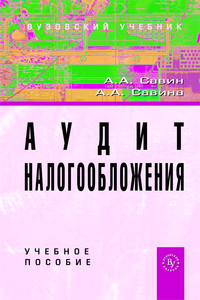 ВУЗОВСКИЙ УЧЕБНИК
А.А. Савин
А.А. Савина
АУДИТ
НАЛОГООБЛОЖЕНИЯ
УЧЕБНОЕ
ПОСОБИЕ